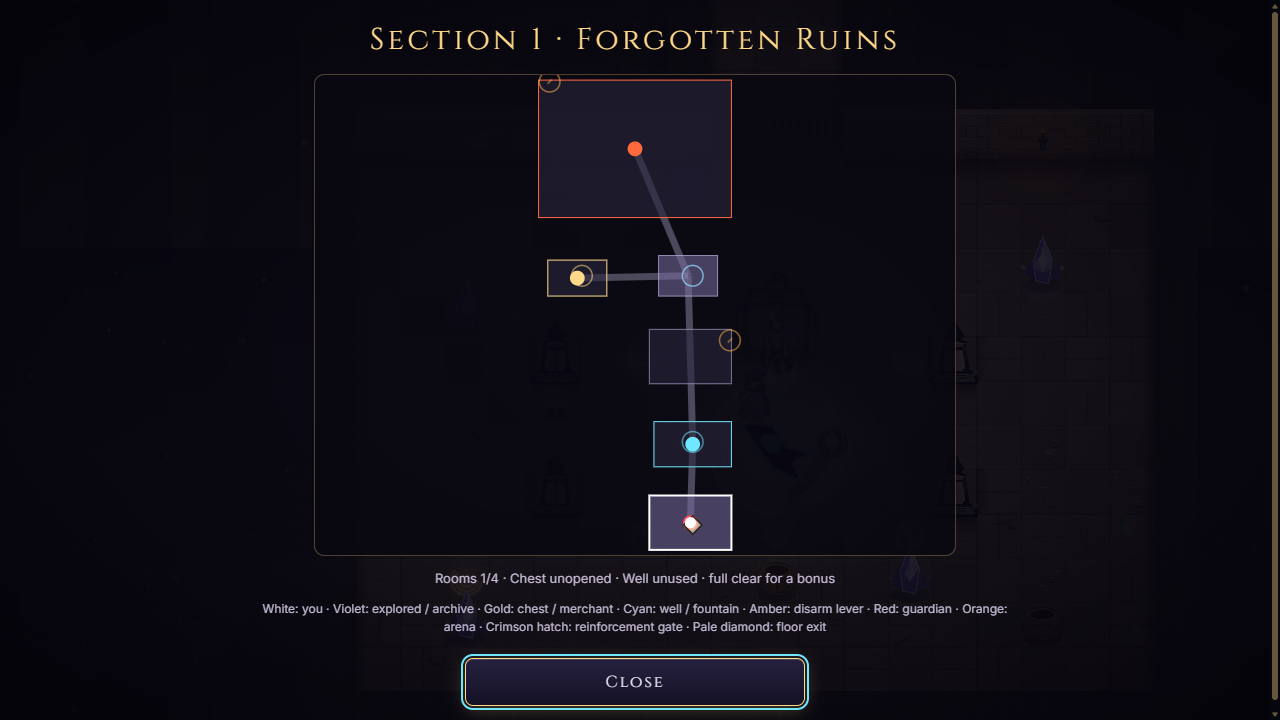 Section 1 · Forgotten Ruins
Rooms 1/4 · Chest unopened · Well unused · full clear for a bonus
White: you · Violet: explored / archive · Gold: chest / merchant · Cyan: well / fountain · Amber: disarm lever · Red: guardian · Orange:
arena · Crimson hatch: reinforcement gate · Pale diamond: floor exit
Close